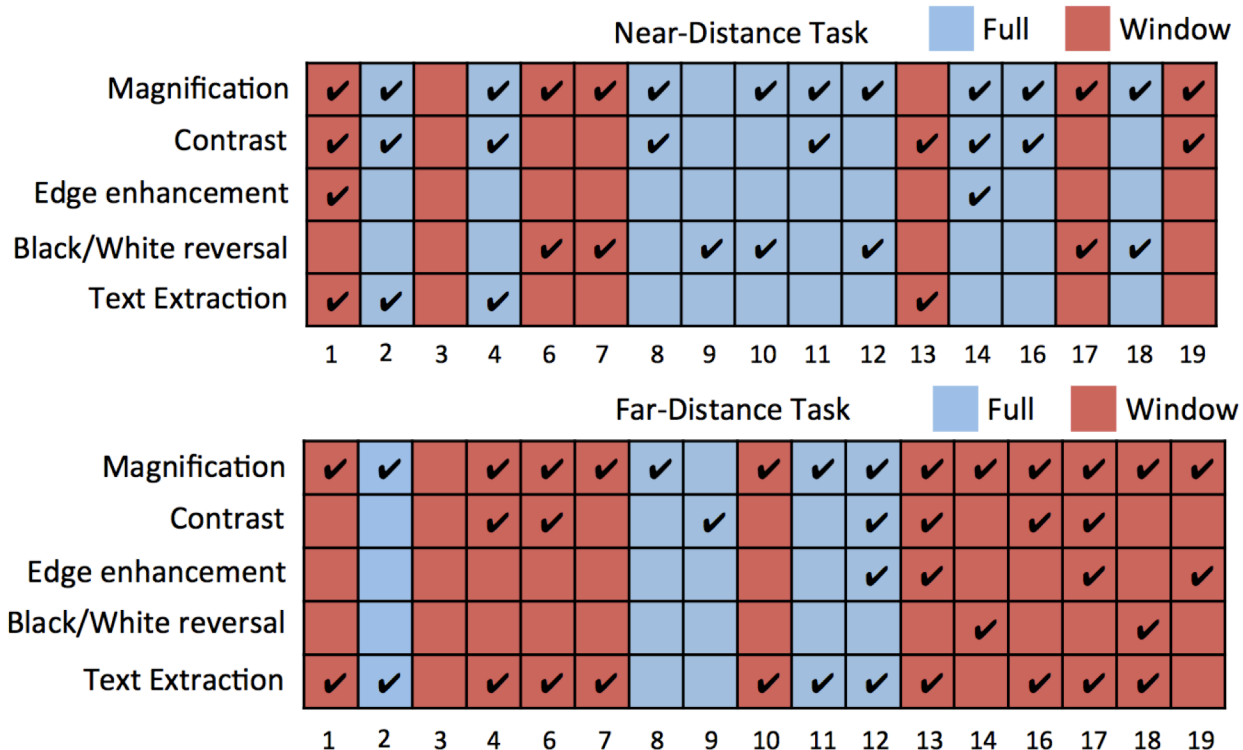 Near-Distance Task Full Window
Magnification
Contrast
Edge enhancement
Black/White reversal
Text Extraction
1 2 3 4 6 7 8 9 10 11 12 13 14 16 17 18 19
Far-Distance Task Full Window
Magnification
Contrast
Edge enhancement
Black/White reversal
Text Extraction
1 2 3 4 6 7 8 9 10 11 12 13 14 16 17 18 19